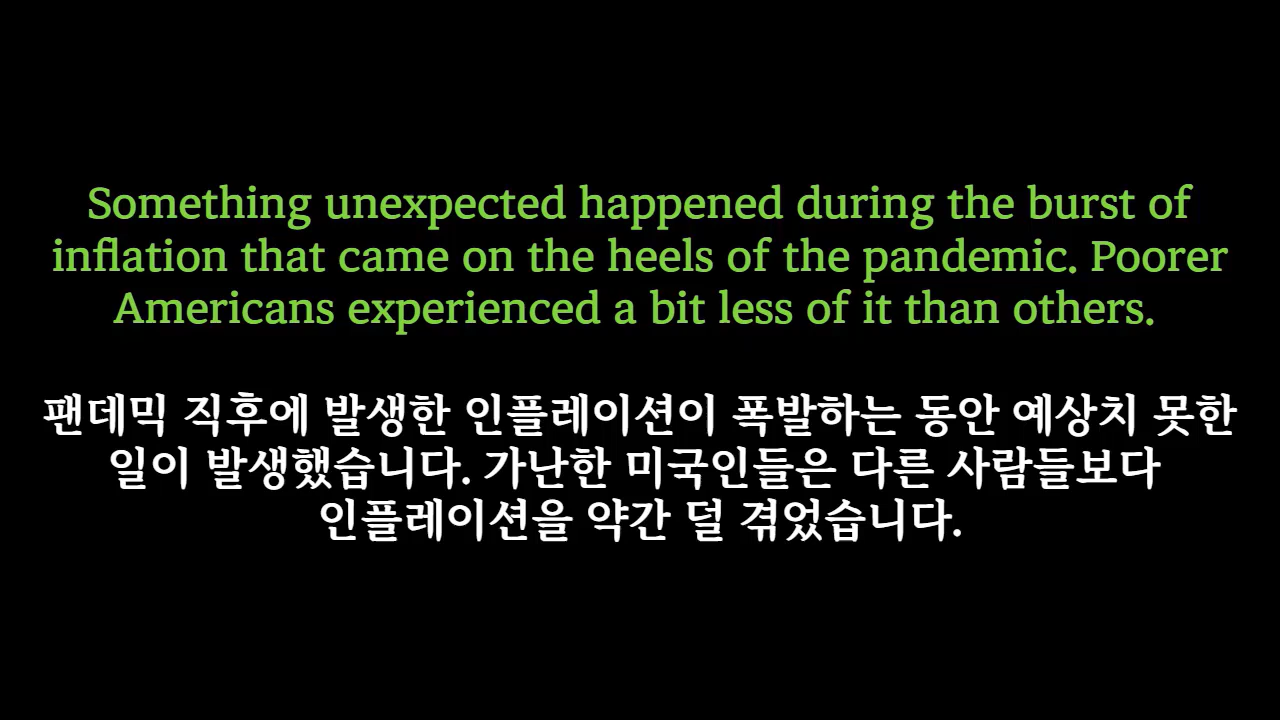 Something unexpected happened during the burst of
inflation that came on the heels of the pandemic. Poorer
Americans experienced a bit less of it than others.
팬데믹 직후에 발생한 인플레이션이 폭발하는 동안 예상치 못한
일이 발생했습니다. 가난한 미국인들은 다른 사람들보다
인플레이션을 약간 덜 겪었습니다.